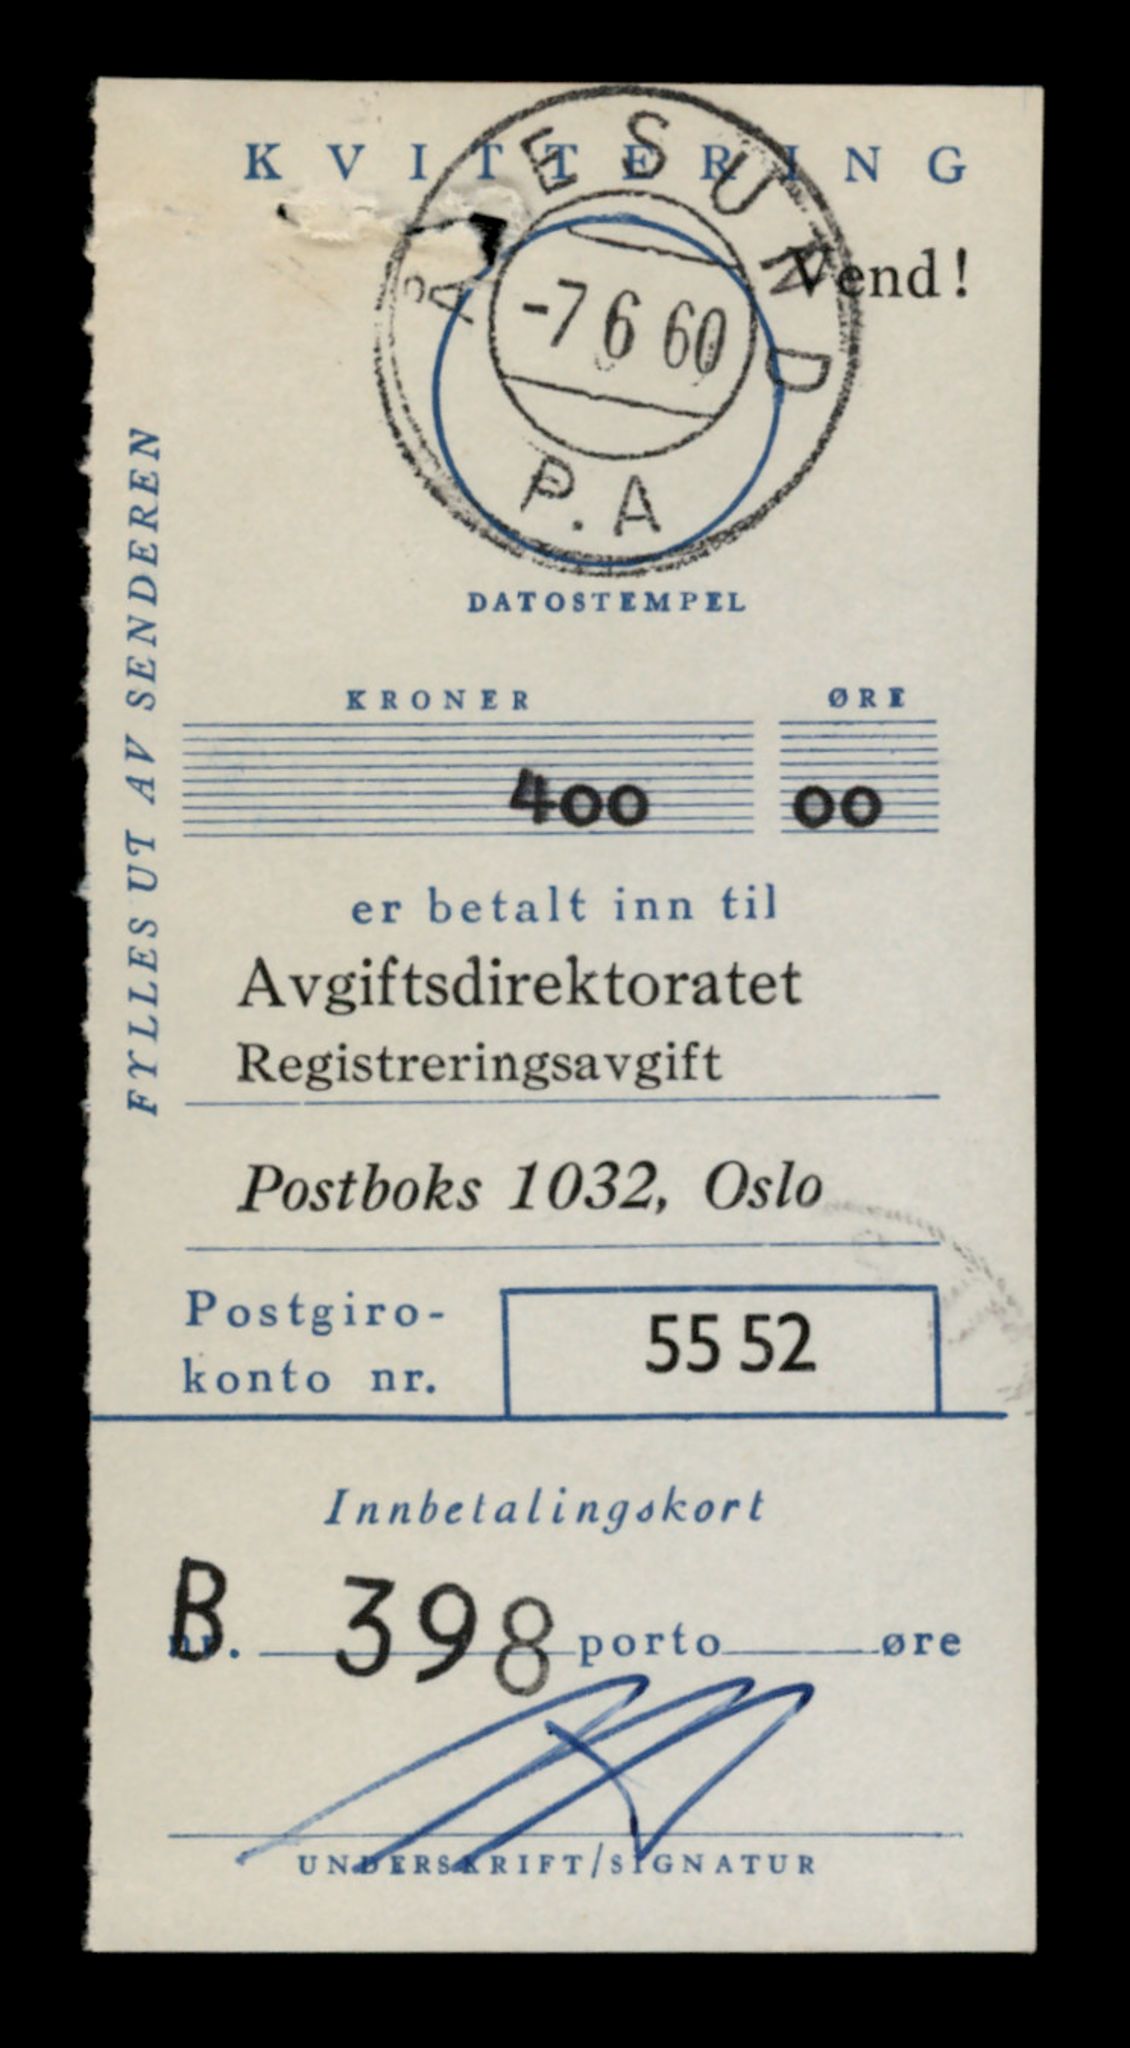 KVITTERING
Vend!
ÅLESUND
-7 6 60
P.A
DATOSTEMPEL
FYLLES UT AV SENDEREN
KRONER ØRE
400 00
er betalt inn til
Avgiftsdirektoratet
Registreringsavgift
Postboks 1032, Oslo
Postgiro-
konto nr. 55 52
Innbetalingskort
B
nr. 398 porto øre
UNDERSKRIFT/SIGNATUR